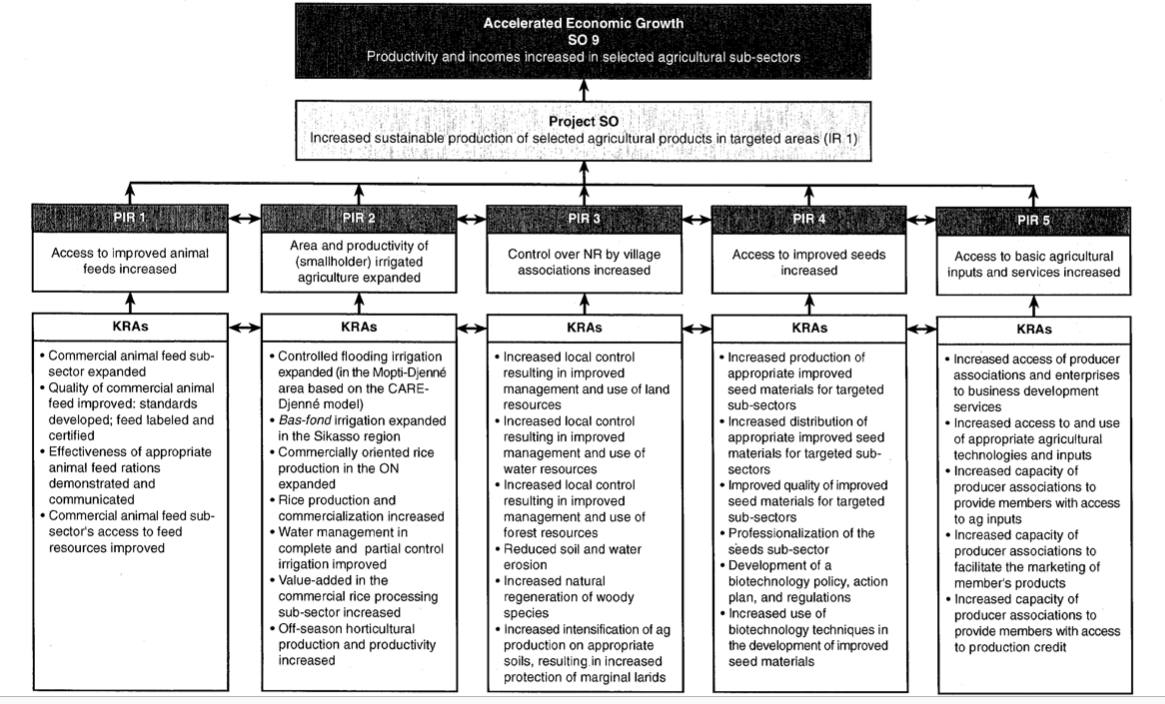 Accelerated Economic Growth
SO 9
Productivity and incomes increased in selected agricultural sub-sectors
Project SO
Increased sustainable production of selected agricultural products in targeted areas (IR 1)
PIR 1
Access to improved animal
feeds increased
PIR 2
Area and productivity of
(smallholder) irrigated
agriculture expanded
PIR 3
Control over NR by village
associations increased
PIR 4
Access to improved seeds
increased
PIR 5
Access to basic agricultural
inputs and services increased
KRAs
• Commercial animal feed sub-
sector expanded
• Quality of commercial animal
feed improved: standards
developed; feed labeled and
certified
• Effectiveness of appropriate
animal feed rations
demonstrated and
communicated
• Commercial animal feed sub-
sector's access to feed
resources improved
KRAs
• Controlled flooding irrigation
expanded (in the Mopti-Djenné
area based on the CARE-
Djenné model)
• Bas-fond irrigation expanded
in the Sikasso region
• Commercially oriented rice
production in the ON
expanded
• Rice production and
commercialization increased
• Water management in
complete and partial control
irrigation improved
• Value-added in the
commercial rice processing
sub-sector increased
• Off-season horticultural
production and productivity
increased
KRAs
• Increased local control
resulting in improved
management and use of land
resources
• Increased local control
resulting in improved
management and use of
water resources
• Increased local control
resulting in improved
management and use of
forest resources
• Reduced soil and water
erosion
• Increased natural
regeneration of woody
species
• Increased intensification of ag
production on appropriate
soils, resulting in increased
protection of marginal lands
KRAs
• Increased production of
appropriate improved
seed materials for targeted
sub-sectors
• Increased distribution of
appropriate improved seed
materials for targeted sub-
sectors
• Improved quality of improved
seed materials for targeted
sub-sectors
• Professionalization of the
seeds sub-sector
• Development of a
biotechnology policy, action
plan, and regulations
• Increased use of
biotechnology techniques in
the development of improved
seed materials
KRAs
• Increased access of producer
associations and enterprises
to business development
services
• Increased access to and use
of appropriate agricultural
technologies and inputs
• Increased capacity of
producer associations to
provide members with access
to ag inputs
• Increased capacity of
producer associations to
facilitate the marketing of
member's products
• Increased capacity of
producer associations to
provide members with access
to production credit